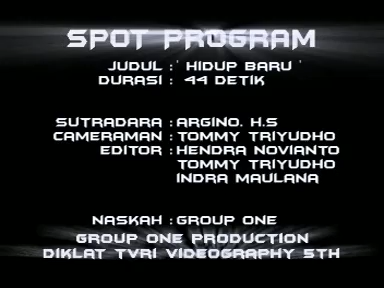 SPOT PROGRAM
JUDUL : ' HIDUP BARU '
DURASI : 44 DETIK
SUTRADARA : ARGINO. H.S
CAMERAMAN : TOMMY TRIYUDHO
EDITOR : HENDRA NOVIANTO
TOMMY TRIYUDHO
INDRA MAULANA
NASKAH : GROUP ONE
GROUP ONE PRODUCTION
DIKLAT TVRI VIDEOGRAPHY 5TH